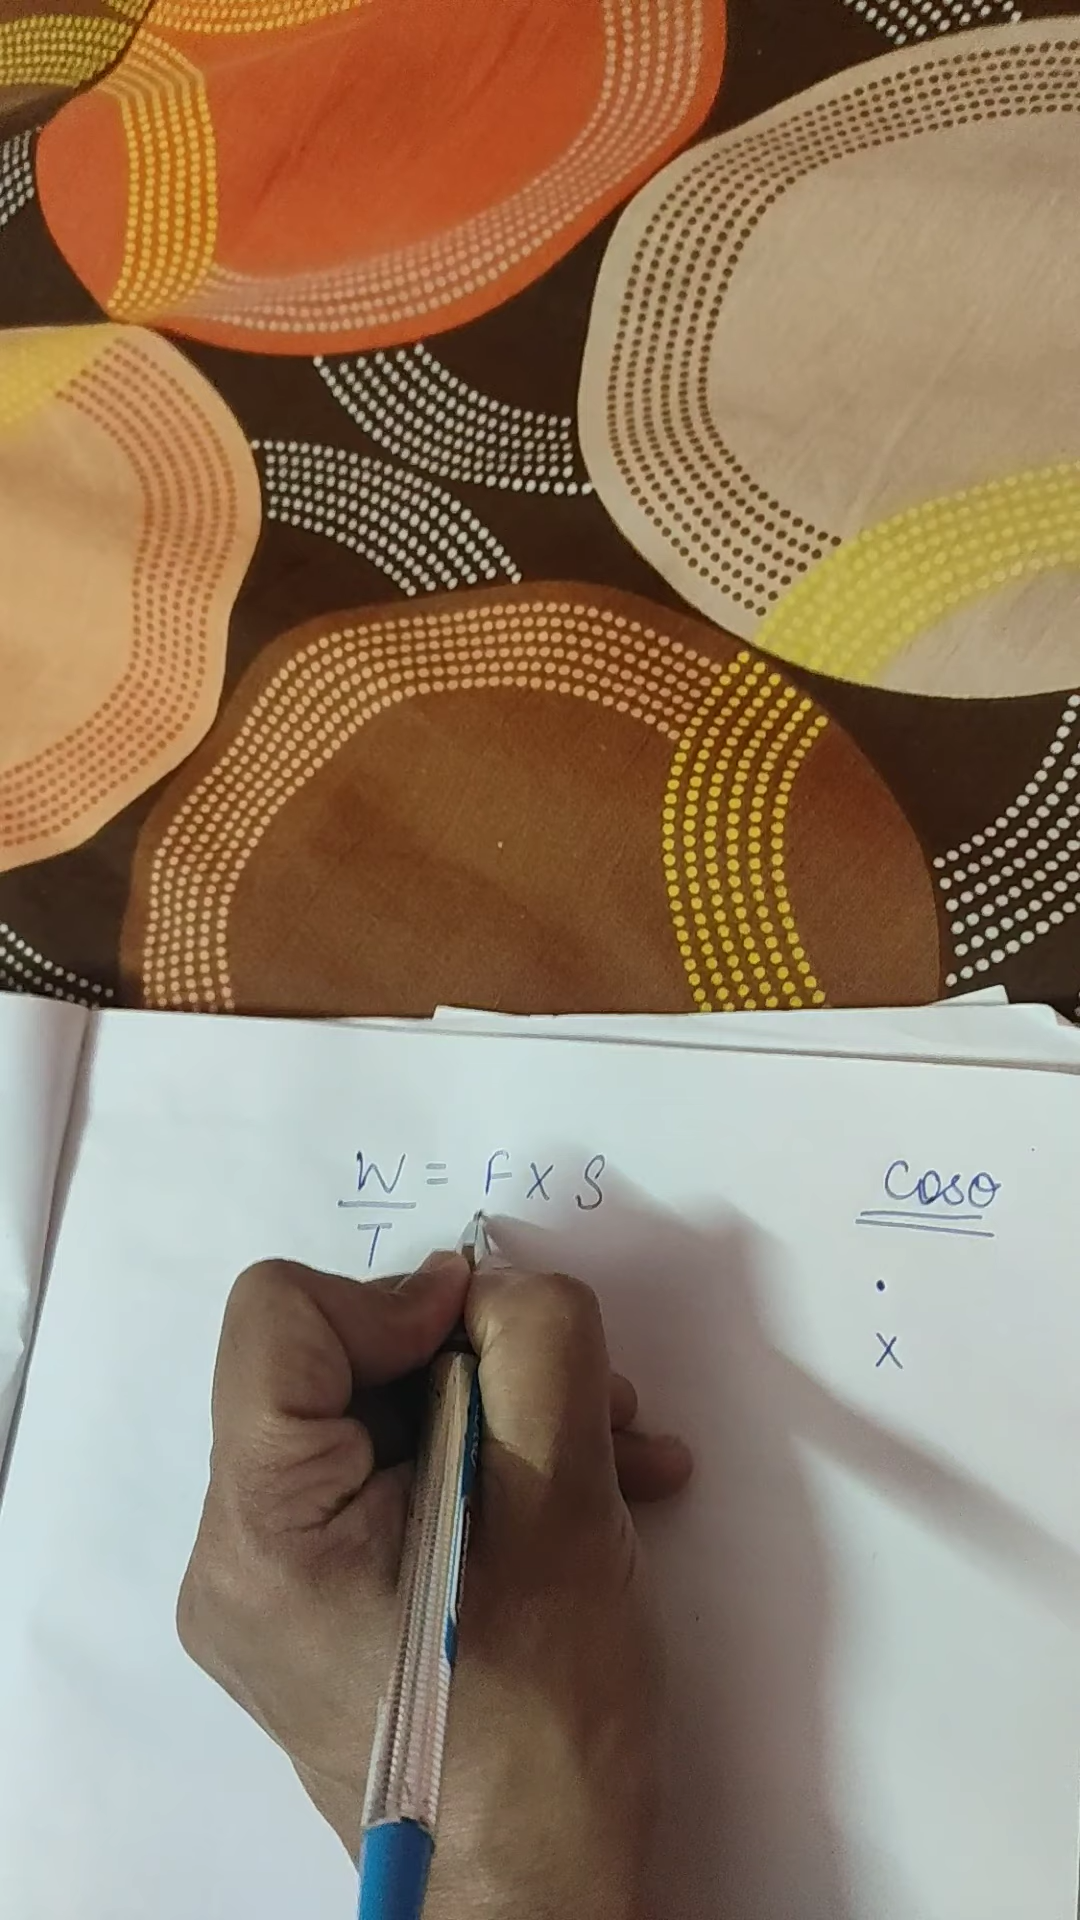 W = F X S
T
Cosθ
.
X